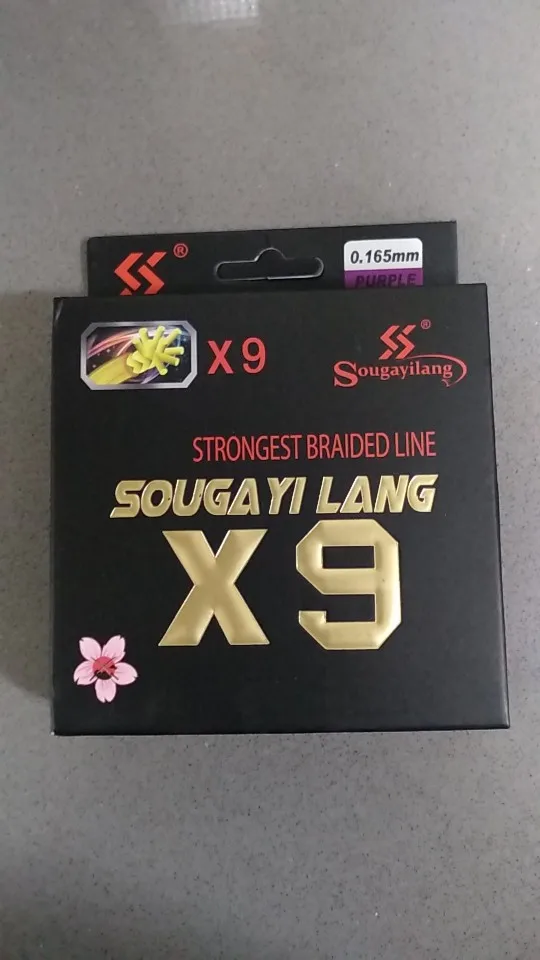 ®
0.165mm
PURPLE
X9
®
Sougayilang
STRONGEST BRAIDED LINE
SOUGAYI LANG
X9